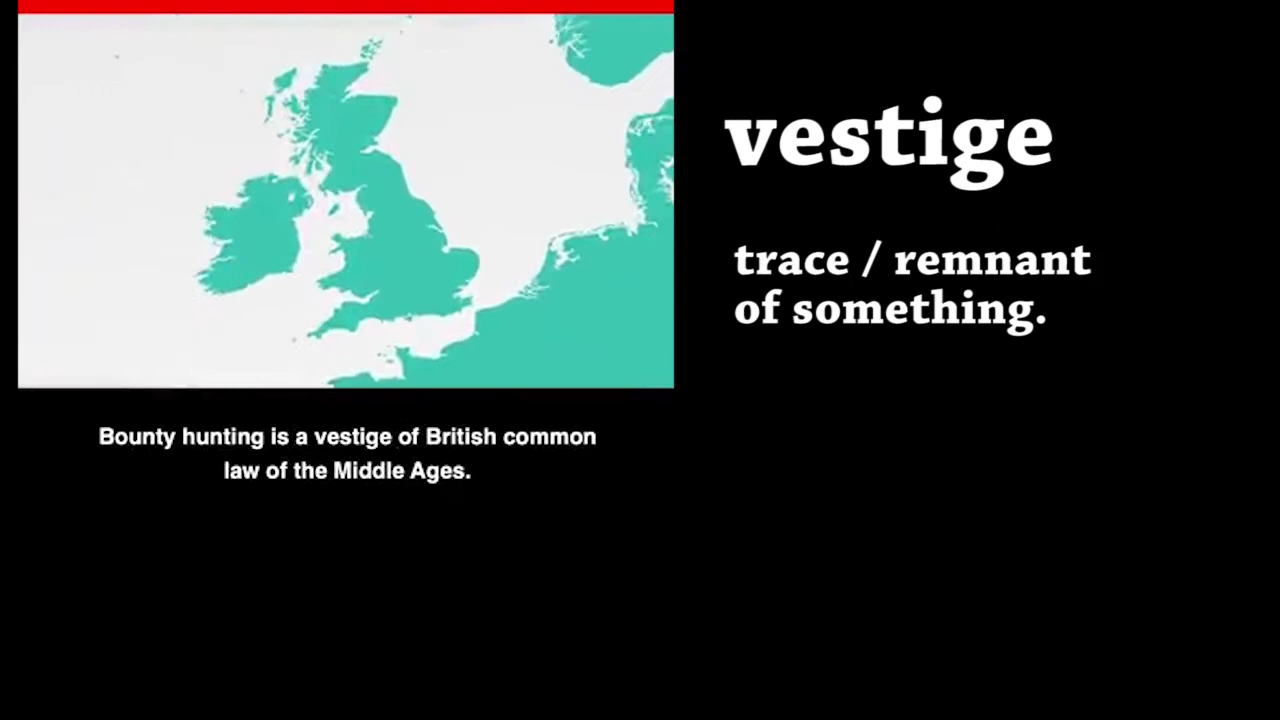 vestige
trace / remnant
of something.
Bounty hunting is a vestige of British common
law of the Middle Ages.